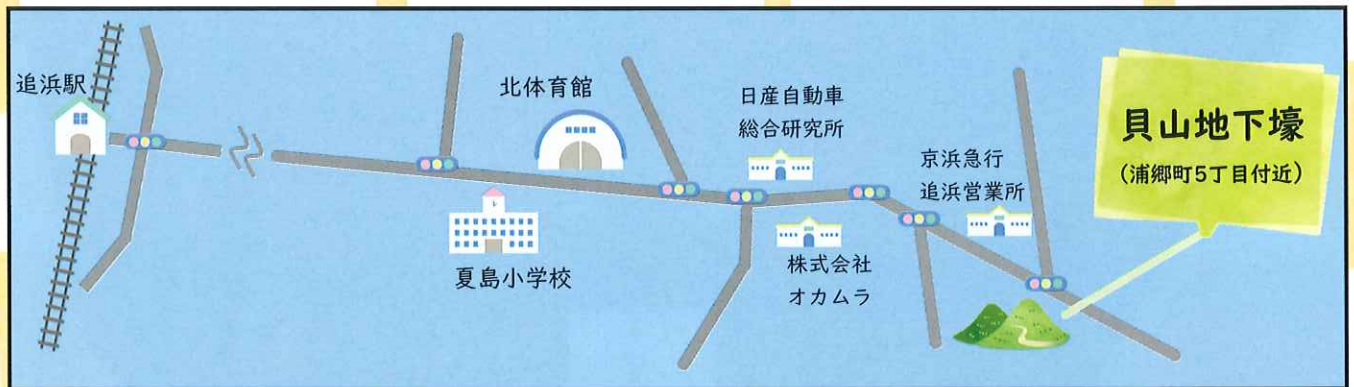 追浜駅
北体育館
夏島小学校
日産自動車
総合研究所
株式会社
オカムラ
京浜急行
追浜営業所
貝山地下壕
(浦郷町5丁目付近)